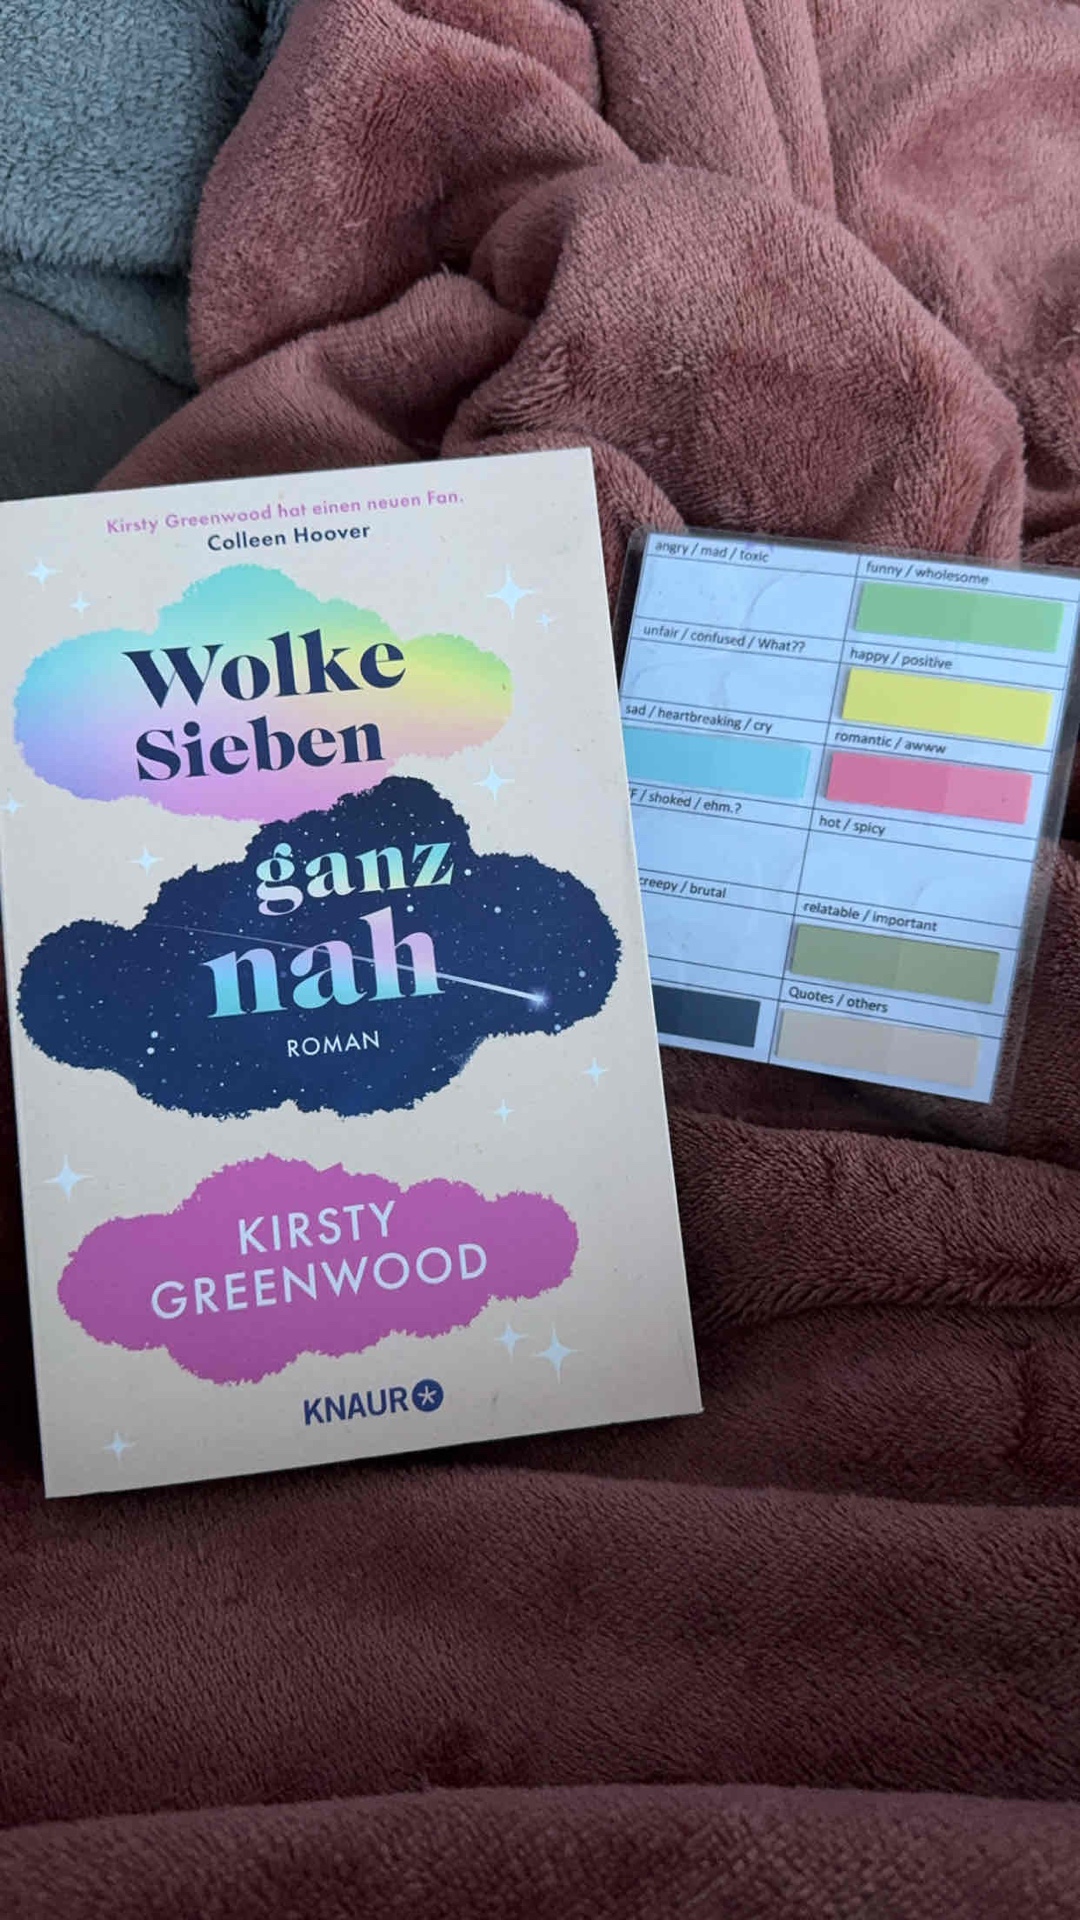 Kirsty Greenwood hat einen neuen Fan.
Colleen Hoover
Wolke
Sieben
ganz
nah
ROMAN
KIRSTY
GREENWOOD
KNAUR
angry / mad / toxic
funny / wholesome
unfair / confused / What??
happy / positive
sad / heartbreaking / cry
romantic / awww
/ shoked / ehm.?
hot / spicy
creepy / brutal
relatable / important
Quotes / others